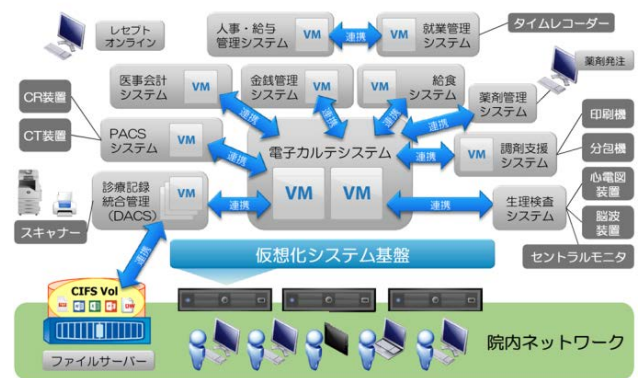 レセプト
オンライン
人事・給与
管理システム
VM
連携
VM
就業管理
システム
タイムレコーダー
医事会計
システム
VM
金銭管理
システム
VM
VM
給食
システム
薬剤管理
システム
薬剤発注
CR装置
CT装置
PACS
システム
VM
連携
連携
連携
連携
連携
電子カルテシステム
VM
VM
連携
VM
調剤支援
システム
印刷機
分包機
診療記録
統合管理
(DACS)
VM
連携
連携
生理検査
システム
心電図
装置
脳波
装置
セントラルモニタ
スキャナー
連携
仮想化システム基盤
CIFS Vol
ファイルサーバー
院内ネットワーク